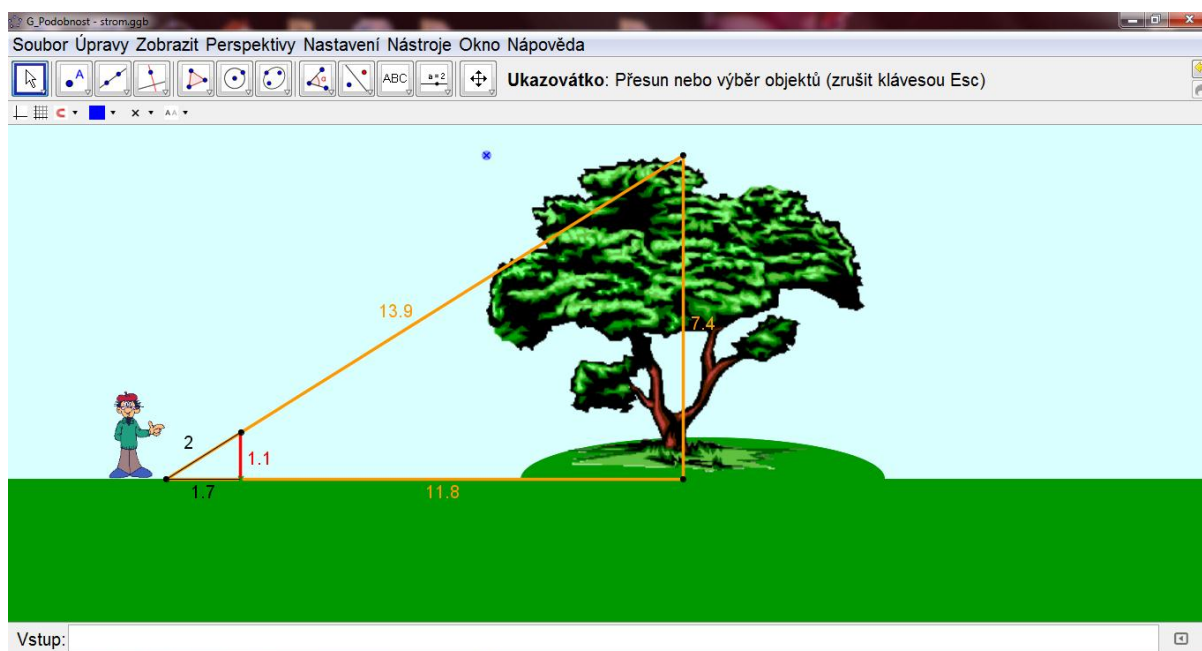 G_Podobnost - strom.ggb
Soubor Úpravy Zobrazit Perspektivy Nastavení Nástroje Okno Nápověda
A
α
ABC
a=2
Ukazovátko: Přesun nebo výběr objektů (zrušit klávesou Esc)
AA
13.9
7.4
2
1.1
1.7
11.8
Vstup: